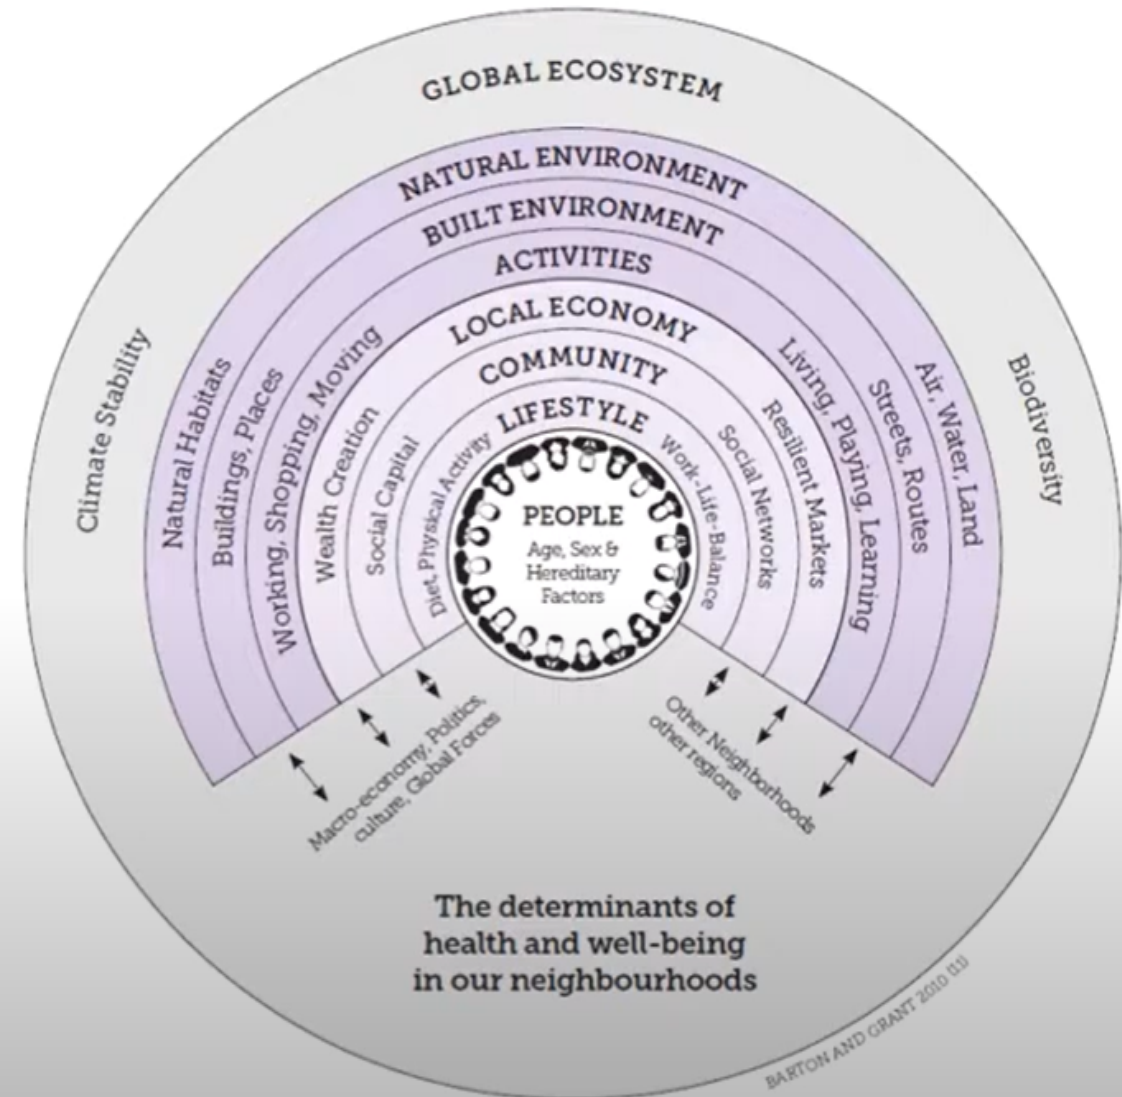 GLOBAL ECOSYSTEM
NATURAL ENVIRONMENT
BUILT ENVIRONMENT
ACTIVITIES
LOCAL ECONOMY
COMMUNITY
LIFESTYLE
Climate Stability
Natural Habitats
Buildings, Places
Working, Shopping, Moving
Wealth Creation
Social Capital
Diet, Physical Activity
PEOPLE
Age, Sex &
Hereditary
Factors
Work-Life-Balance
Social Networks
Resilient Markets
Living, Playing, Learning
Streets, Routes
Air, Water, Land
Biodiversity
Macro-economy, Politics,
culture, Global Forces
Other Neighborhoods
other regions
The determinants of
health and well-being
in our neighbourhoods
BARTON AND GRANT 2010 (11)